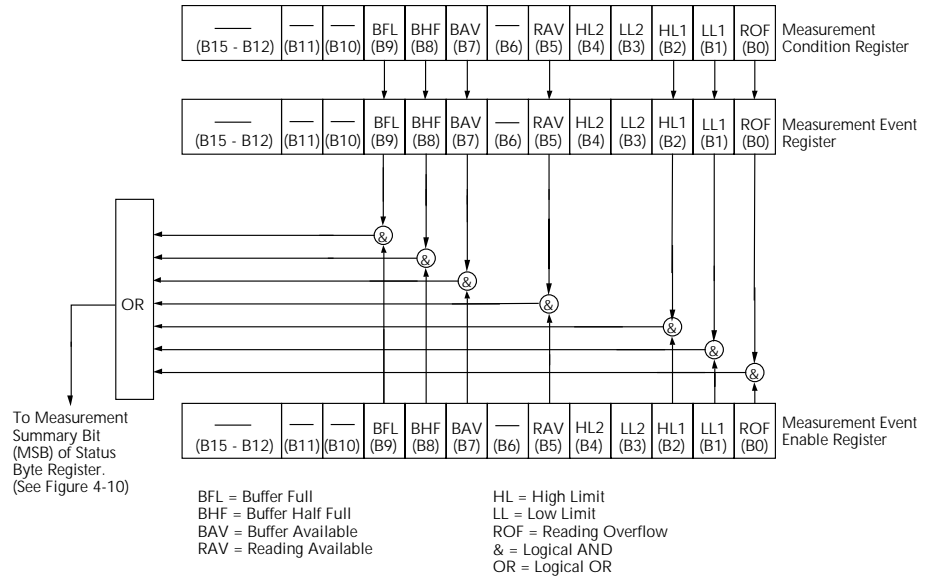 BFL BHF BAV RAV HL2 LL2 HL1 LL1 ROF
(B15 - B12) (B11) (B10) (B9) (B8) (B7) (B6) (B5) (B4) (B3) (B2) (B1) (B0)
Measurement
Condition Register
BFL BHF BAV RAV HL2 LL2 HL1 LL1 ROF
(B15 - B12) (B11) (B10) (B9) (B8) (B7) (B6) (B5) (B4) (B3) (B2) (B1) (B0)
Measurement Event
Register
&
&
&
OR
&
&
&
&
To Measurement
Summary Bit
(MSB) of Status
Byte Register.
(See Figure 4-10)
BFL BHF BAV RAV HL2 LL2 HL1 LL1 ROF
(B15 - B12) (B11) (B10) (B9) (B8) (B7) (B6) (B5) (B4) (B3) (B2) (B1) (B0)
Measurement Event
Enable Register
BFL = Buffer Full
BHF = Buffer Half Full
BAV = Buffer Available
RAV = Reading Available
HL = High Limit
LL = Low Limit
ROF = Reading Overflow
& = Logical AND
OR = Logical OR